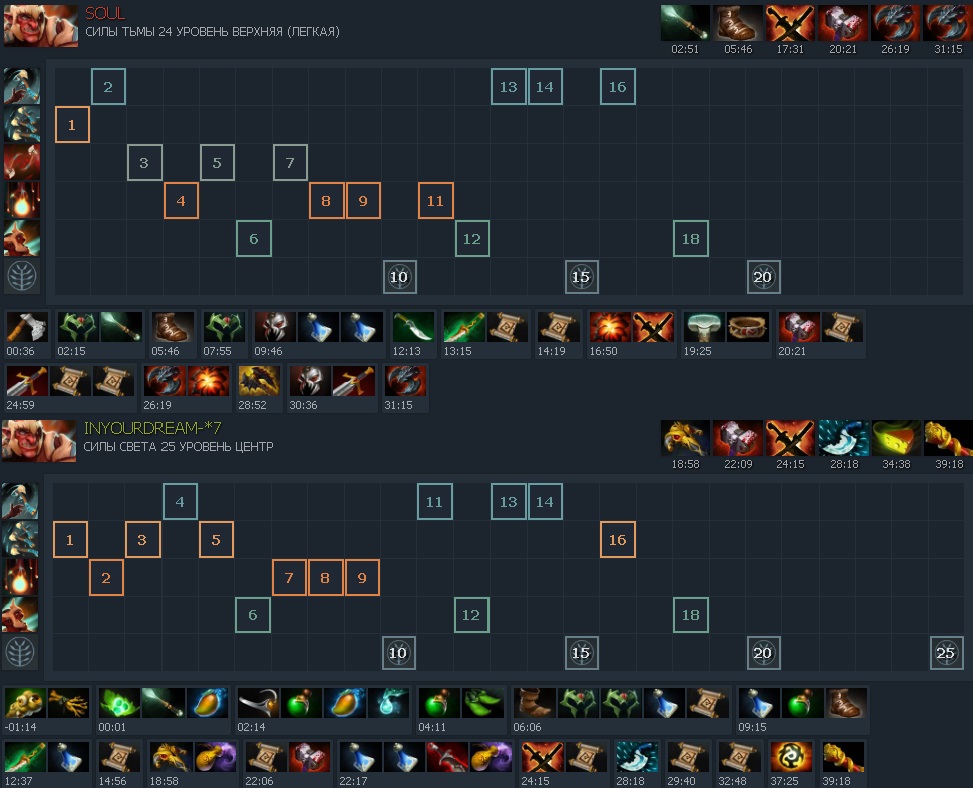 SOUL
СИЛЫ ТЬМЫ 24 УРОВЕНЬ ВЕРХНЯЯ (ЛЕГКАЯ)
02:51 05:46 17:31 20:21 26:19 31:15
2 13 14 16
1
3 5 7
4 8 9 11
6 12 18
10 15 20
00:36 02:15 05:46 07:55 09:46 12:13 13:15 14:19 16:50 19:25 20:21
24:59 26:19 28:52 30:36 31:15
INYOURDREAM-*7
СИЛЫ СВЕТА 25 УРОВЕНЬ ЦЕНТР
18:58 22:09 24:15 28:18 34:38 39:18
4 11 13 14
1 3 5 16
2 7 8 9
6 12 18
10 15 20 25
-01:14 00:01 02:14 04:11 06:06 09:15
12:37 14:56 18:58 22:06 22:17 24:15 28:18 29:40 32:48 37:25 39:18